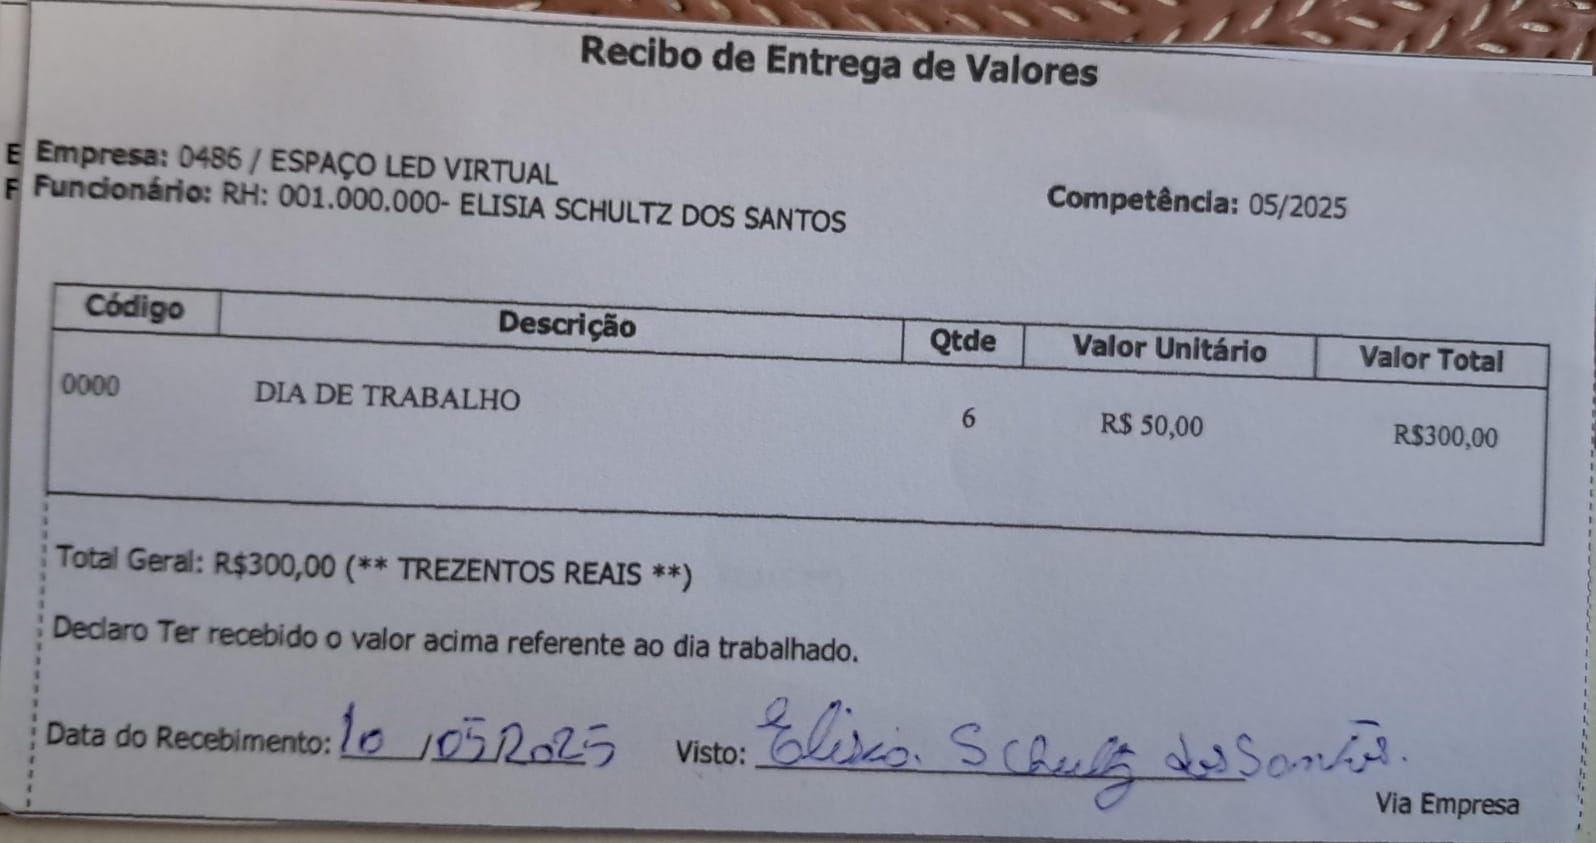 Recibo de Entrega de Valores
E
Empresa: 0486 / ESPAÇO LED VIRTUAL
F
Funcionário: RH: 001.000.000- ELISIA SCHULTZ DOS SANTOS
Competência: 05/2025
Código Descrição Qtde Valor Unitário Valor Total
0000 DIA DE TRABALHO 6 R$ 50,00 R$300,00
Total Geral: R$300,00 (** TREZENTOS REAIS **)
Declaro Ter recebido o valor acima referente ao dia trabalhado.
Data do Recebimento: 10/05/2025 Visto: Elisia. Schultz dos Santos.
Via Empresa